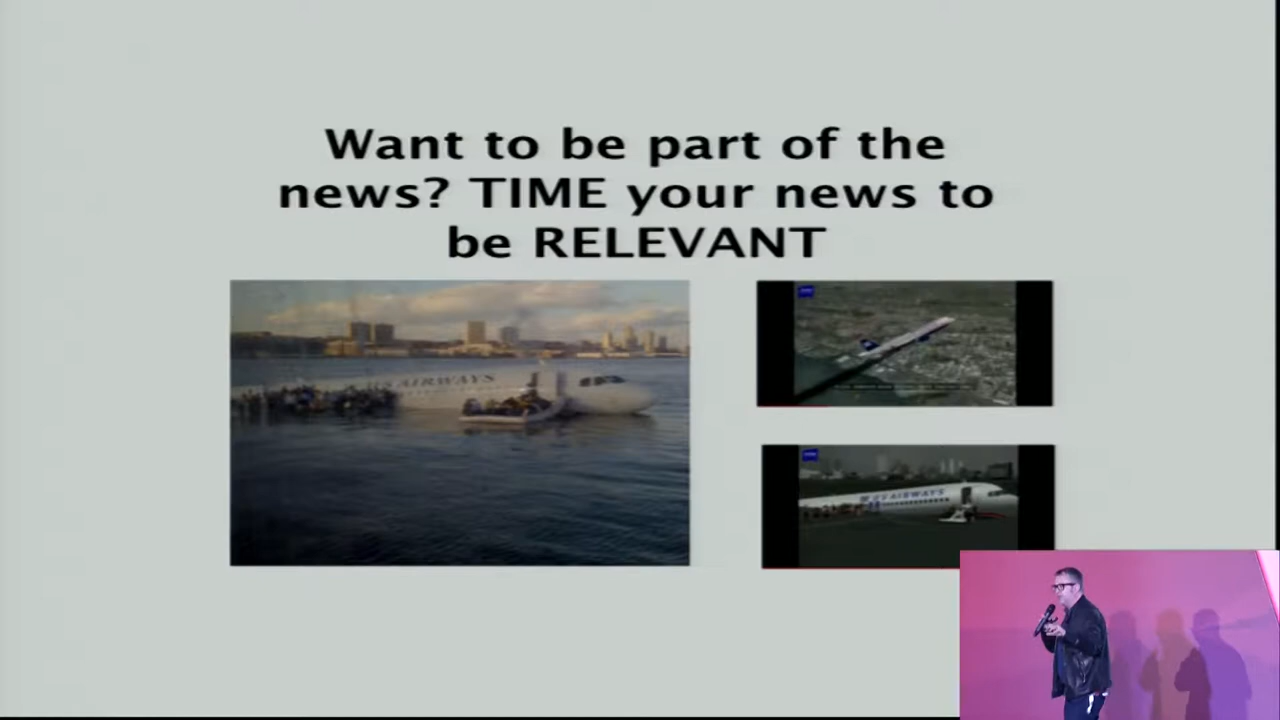 Want to be part of the
news? TIME your news to
be RELEVANT
AIRWAYS
US AIRWAYS